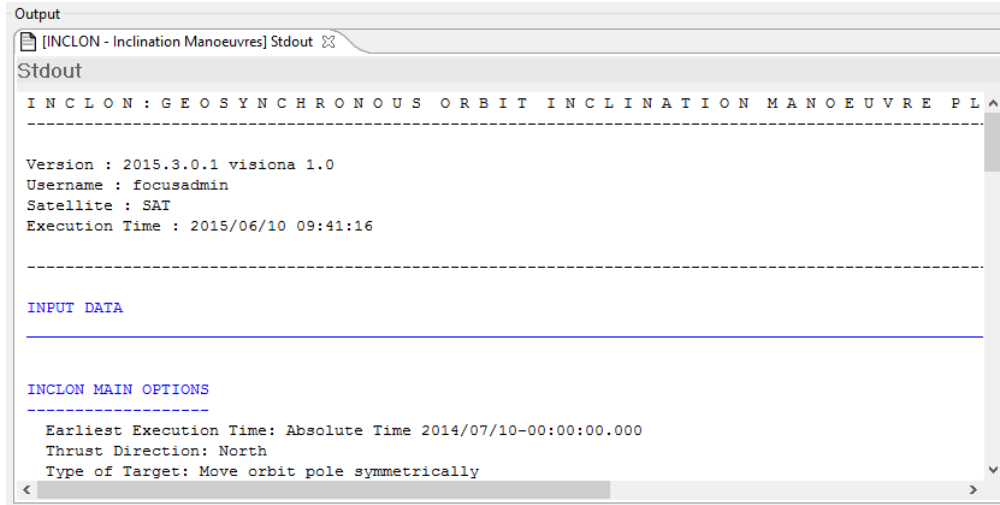 Output
[INCLON - Inclination Manoeuvres] Stdout
Stdout
I N C L O N : G E O S Y N C H R O N O U S   O R B I T   I N C L I N A T I O N   M A N O E U V R E   P L
--------------------------------------------------------------------------------------------------------
Version : 2015.3.0.1 visiona 1.0
Username : focusadmin
Satellite : SAT
Execution Time : 2015/06/10 09:41:16
--------------------------------------------------------------------------------------------------------
INPUT DATA
INCLON MAIN OPTIONS
-------------------
Earliest Execution Time: Absolute Time 2014/07/10-00:00:00.000
Thrust Direction: North
Type of Target: Move orbit pole symmetrically